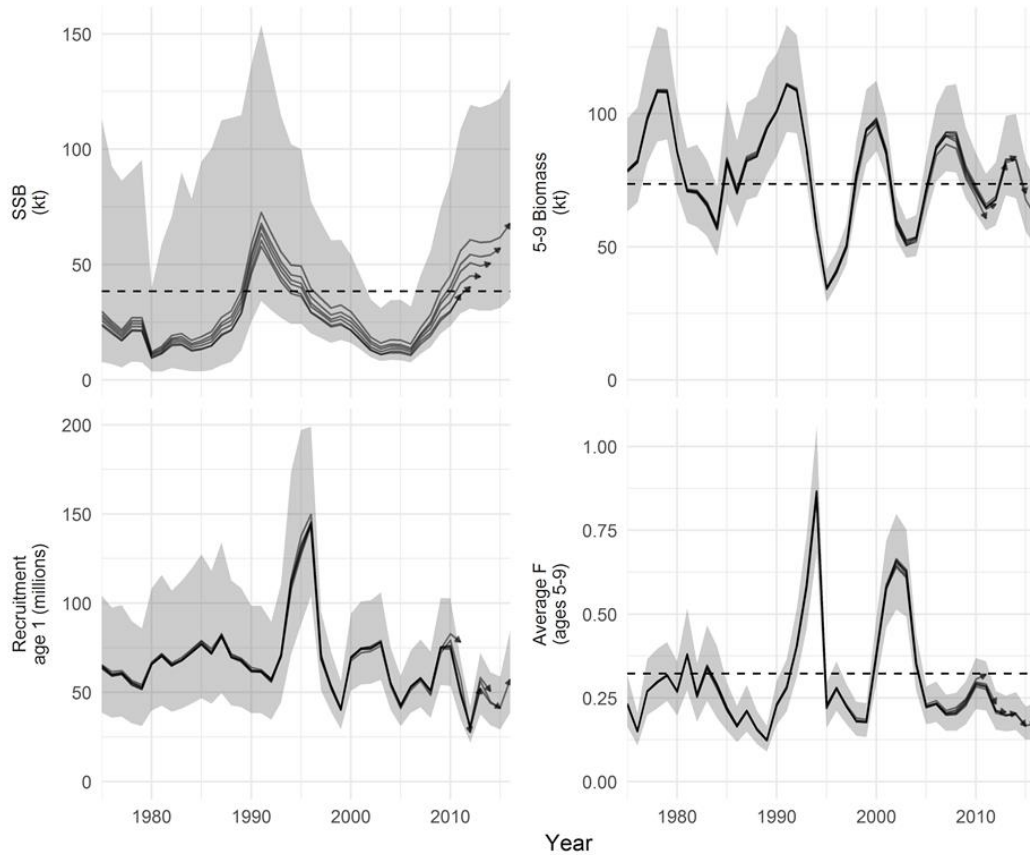 SSB
(kt)
150
100
50
0
5-9 Biomass
(kt)
100
50
0
Recruitment
age 1 (millions)
200
150
100
50
0
1980 1990 2000 2010
Average F
(ages 5-9)
1.00
0.75
0.50
0.25
0.00
1980 1990 2000 2010
Year